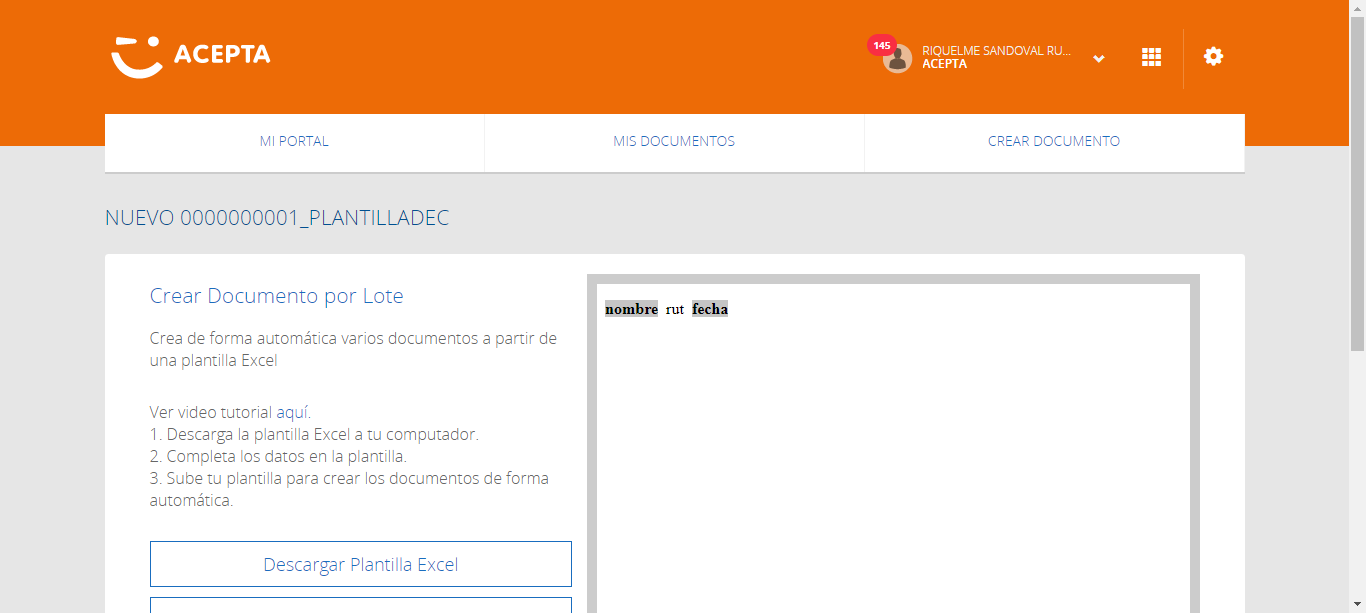 ACEPTA
145
RIQUELME SANDOVAL RU...
ACEPTA
MI PORTAL
MIS DOCUMENTOS
CREAR DOCUMENTO
NUEVO 0000000001_PLANTILLADEC
Crear Documento por Lote
Crea de forma automática varios documentos a partir de
una plantilla Excel
Ver video tutorial aquí.
1. Descarga la plantilla Excel a tu computador.
2. Completa los datos en la plantilla.
3. Sube tu plantilla para crear los documentos de forma
automática.
Descargar Plantilla Excel
nombre rut fecha